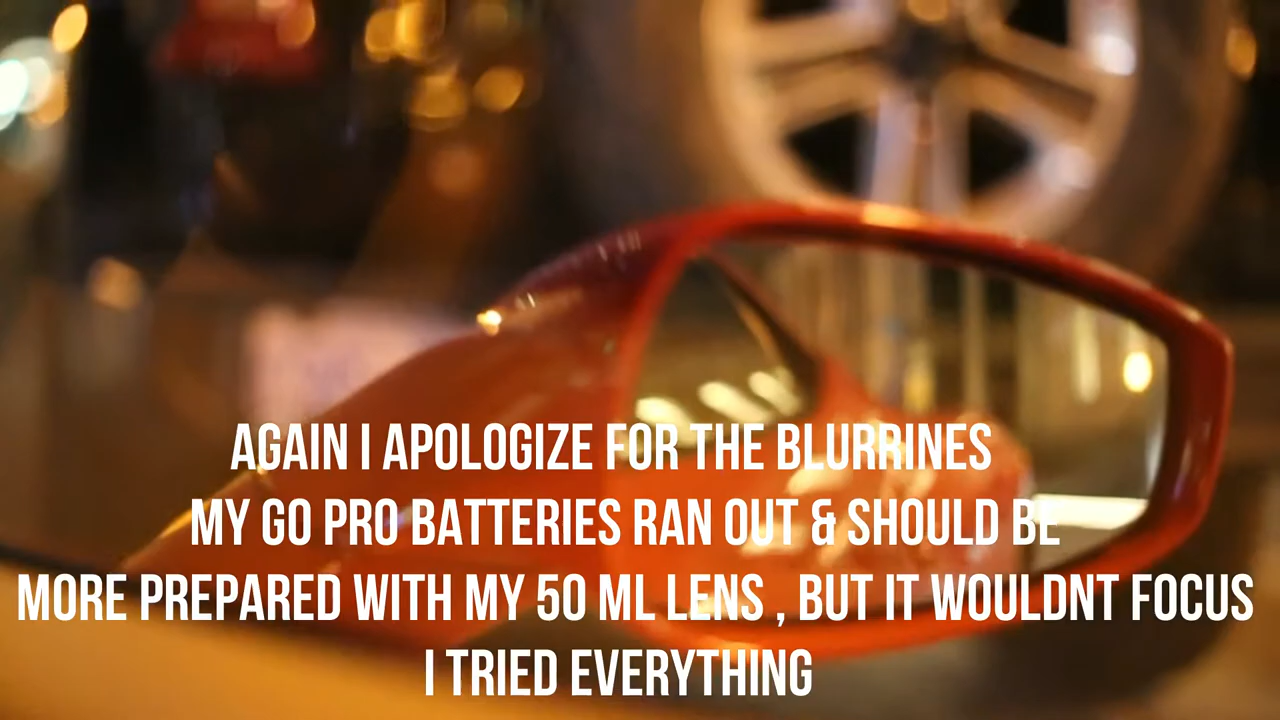 AGAIN I APOLOGIZE FOR THE BLURRINES
MY GO PRO BATTERIES RAN OUT & SHOULD BE
MORE PREPARED WITH MY 50 ML LENS , BUT IT WOULDNT FOCUS
I TRIED EVERYTHING